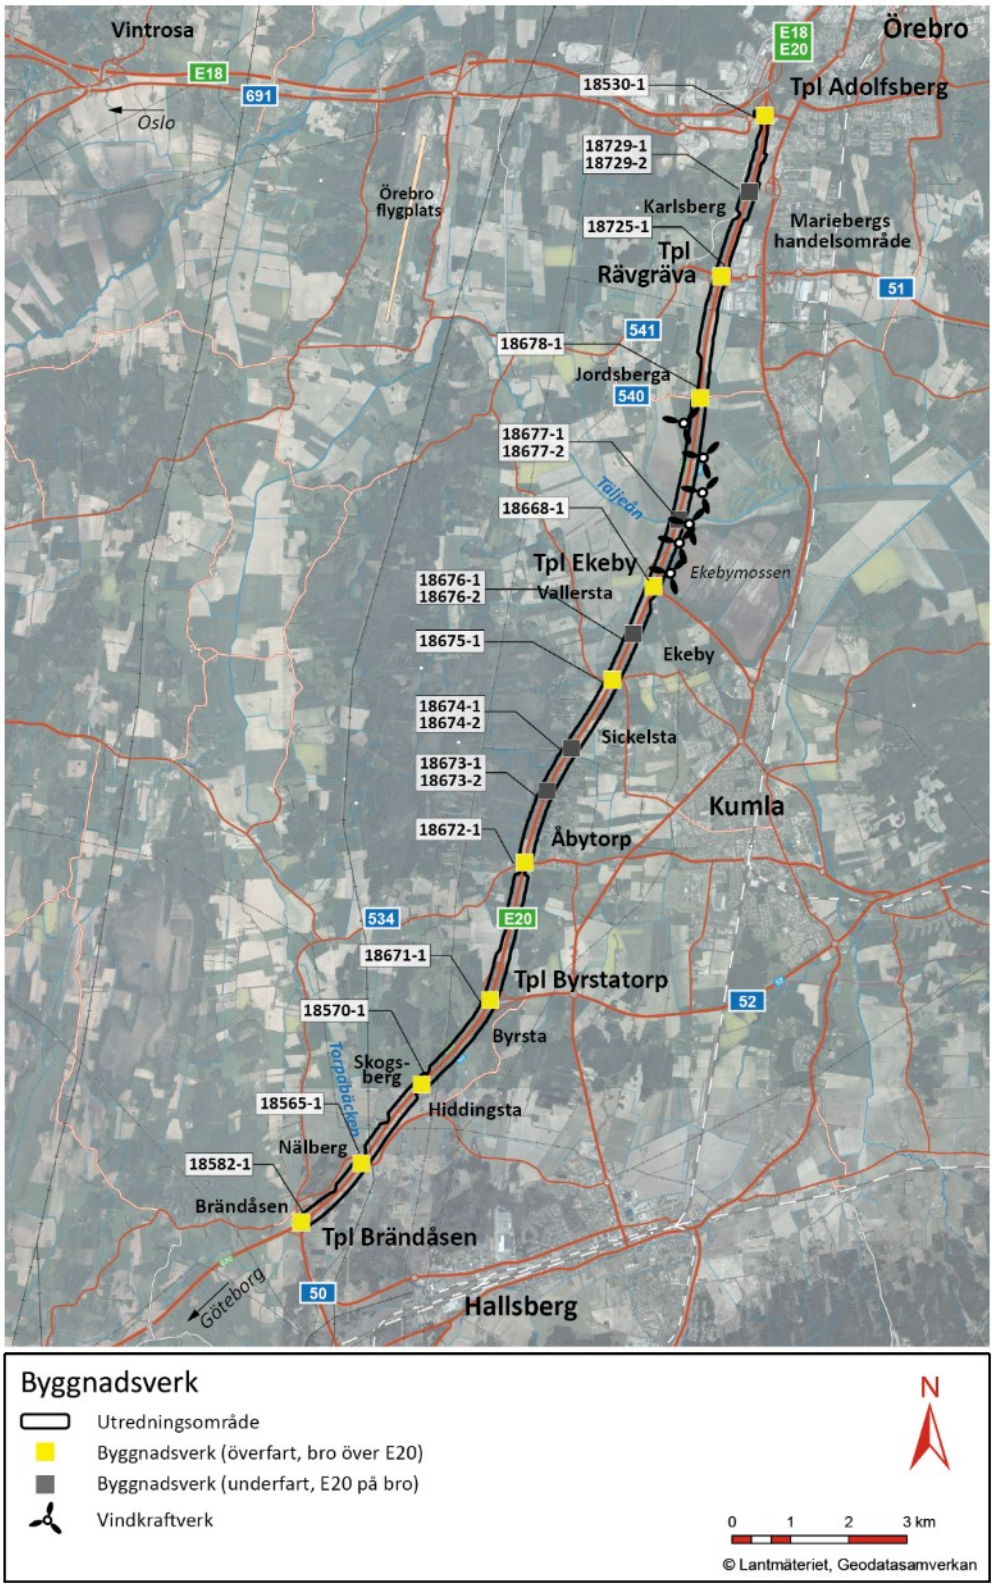 Vintrosa
E18
E20
Örebro
E18
691
Oslo
18530-1
Tpl Adolfsberg
18729-1
18729-2
Örebro
flygplats
Karlsberg
Mariebergs
handelsområde
18725-1
Tpl
Rävgräva
51
541
18678-1
Jordsberga
540
18677-1
18677-2
Täljeån
18668-1
Tpl Ekeby
Ekebymossen
18676-1
18676-2
Vallersta
18675-1
Ekeby
18674-1
18674-2
Sickelsta
18673-1
18673-2
Kumla
18672-1
Åbytorp
534
E20
18671-1
Tpl Byrstatorp
52
52
18570-1
Byrsta
Torpabäcken
Skogs-
berg
18565-1
Hiddingsta
Nälberg
18582-1
Brändåsen
Tpl Brändåsen
Göteborg
50
Hallsberg
Byggnadsverk
N
Utredningsområde
Byggnadsverk (överfart, bro över E20)
Byggnadsverk (underfart, E20 på bro)
Vindkraftverk
0 1 2 3 km
© Lantmäteriet, Geodatasamverkan